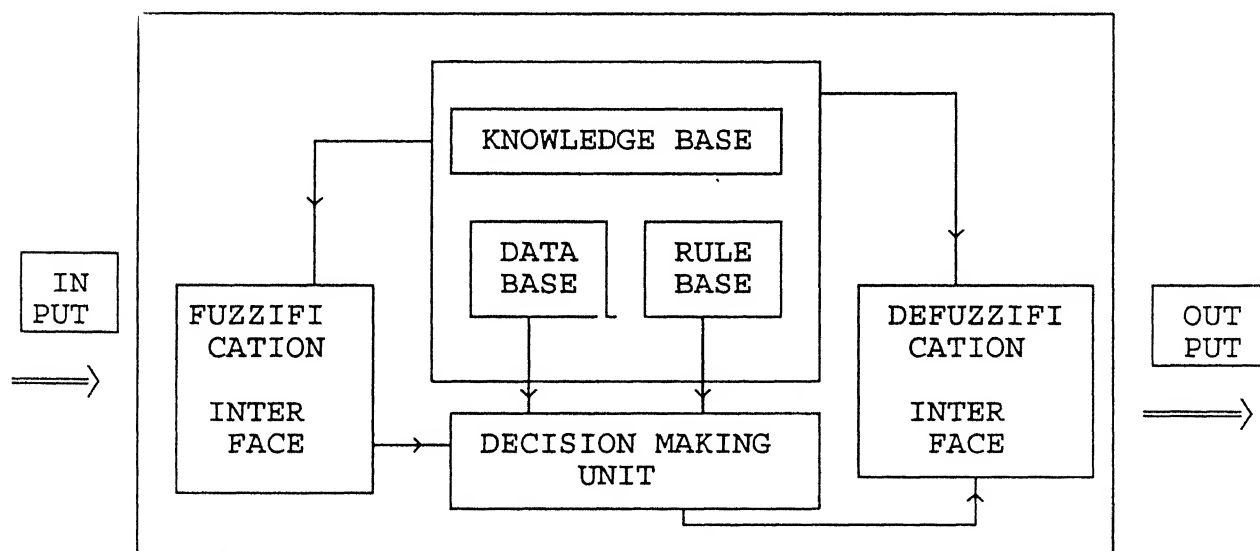 KNOWLEDGE BASE
DATA
BASE
RULE
BASE
IN
PUT
FUZZIFI
CATION
INTER
FACE
DECISION MAKING
UNIT
DEFUZZIFI
CATION
INTER
FACE
OUT
PUT